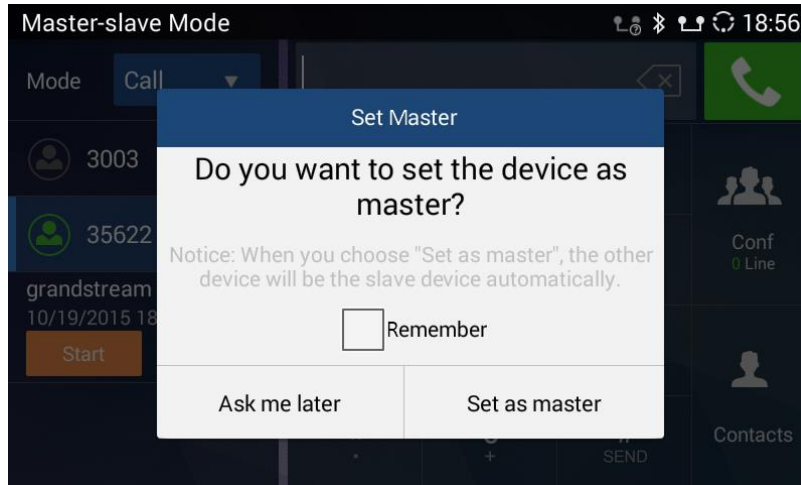 Master-slave Mode
18:56
Mode
Call
3003
35622
grandstream
10/19/2015 18
Start
Set Master
Do you want to set the device as
master?
Notice: When you choose "Set as master", the other
device will be the slave device automatically.
Remember
Ask me later
Set as master
Conf
0 Line
Contacts
+
SEND